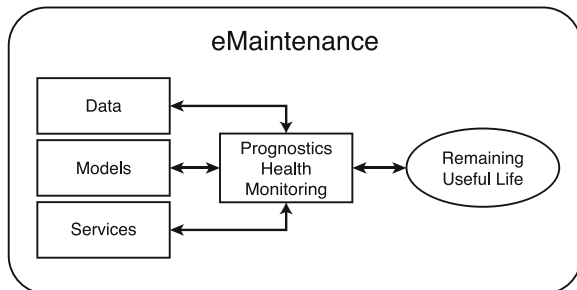 eMaintenance
Data
Models
Services
Prognostics
Health
Monitoring
Remaining
Useful Life